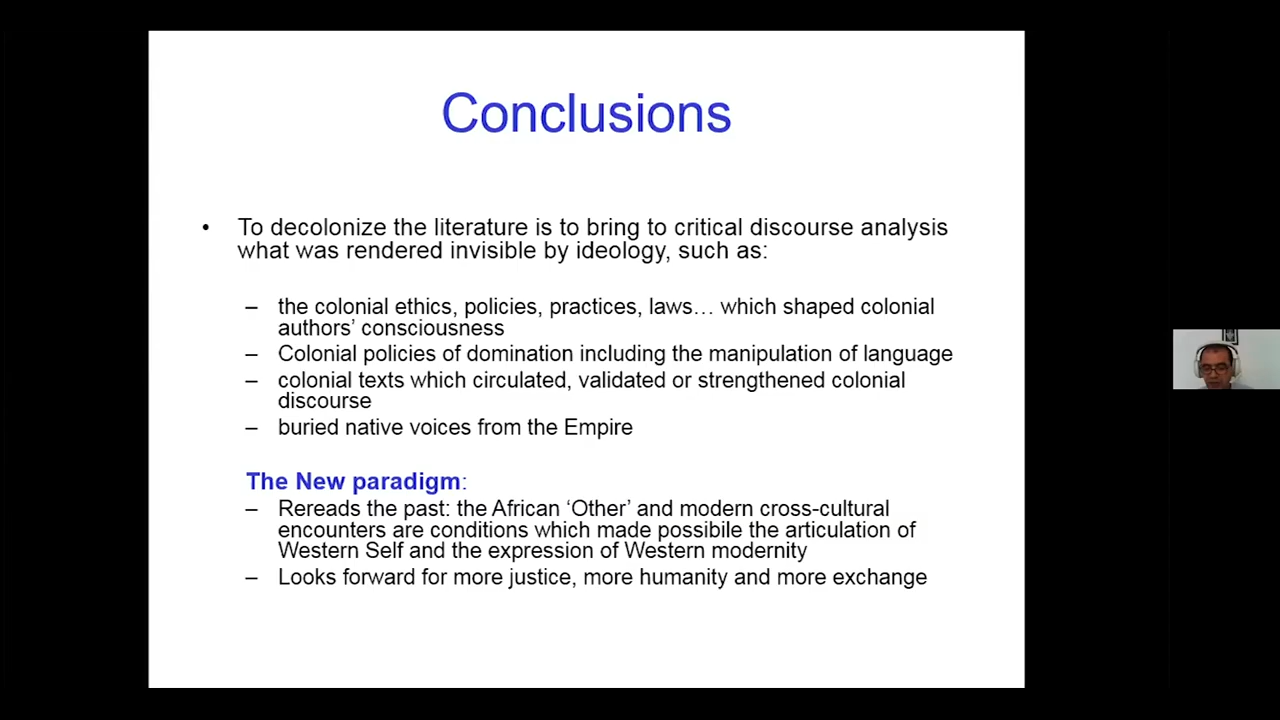 Conclusions
• To decolonize the literature is to bring to critical discourse analysis
what was rendered invisible by ideology, such as:
– the colonial ethics, policies, practices, laws… which shaped colonial
authors’ consciousness
– Colonial policies of domination including the manipulation of language
– colonial texts which circulated, validated or strengthened colonial
discourse
– buried native voices from the Empire
The New paradigm:
– Rereads the past: the African ‘Other’ and modern cross-cultural
encounters are conditions which made possibile the articulation of
Western Self and the expression of Western modernity
– Looks forward for more justice, more humanity and more exchange